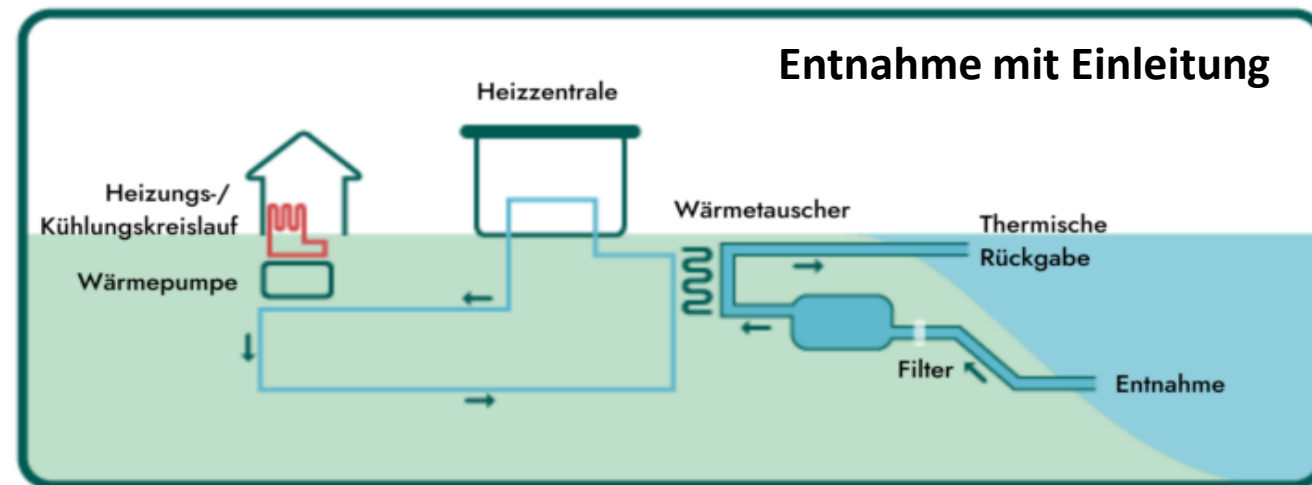 Entnahme mit Einleitung
Heizzentrale
Heizungs-/
Kühlungskreislauf
Wärmepumpe
Wärmetauscher
Thermische
Rückgabe
Filter
Entnahme